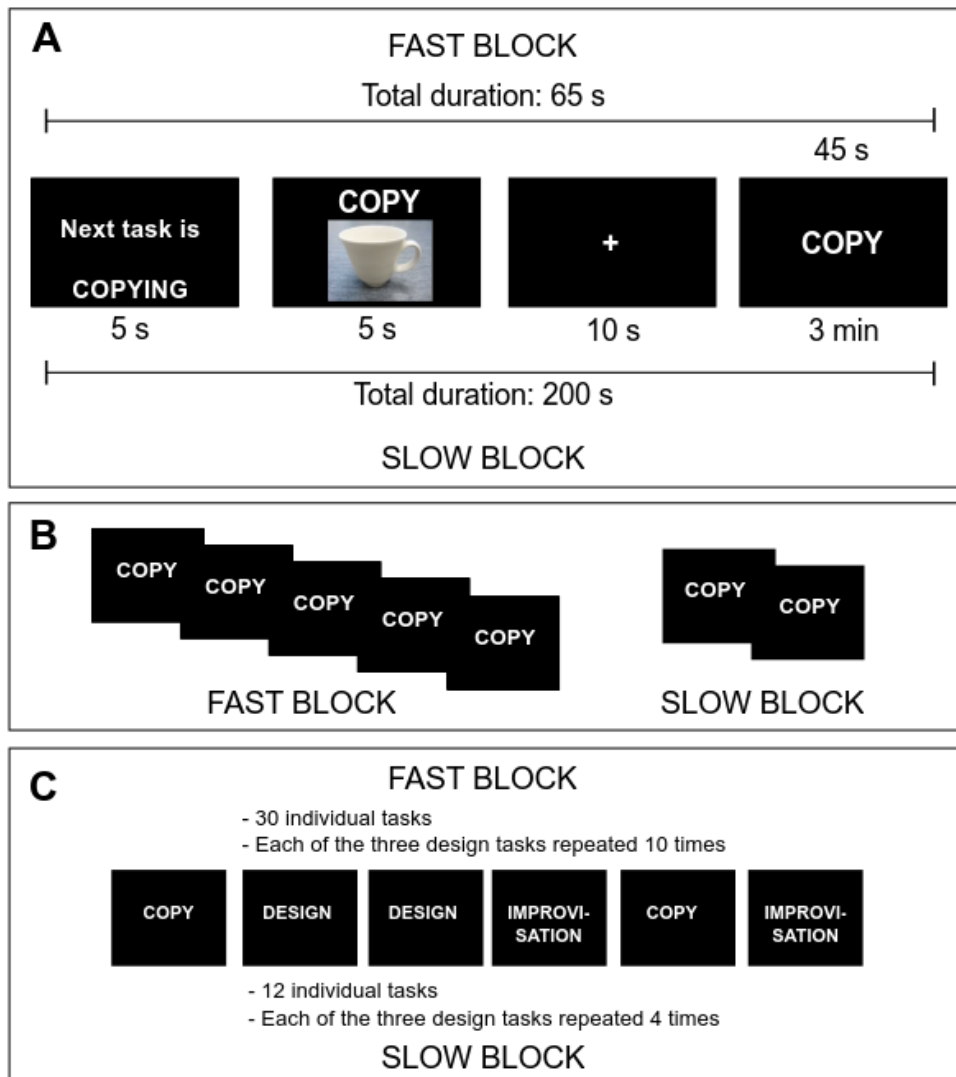 A
FAST BLOCK
Total duration: 65 s
45 s
Next task is
COPYING
COPY
+
COPY
5 s
5 s
10 s
3 min
Total duration: 200 s
SLOW BLOCK
B
COPY
COPY
COPY
COPY
COPY
COPY
COPY
FAST BLOCK
SLOW BLOCK
C
FAST BLOCK
- 30 individual tasks
- Each of the three design tasks repeated 10 times
COPY
DESIGN
DESIGN
IMPROVI-
SATION
COPY
IMPROVI-
SATION
- 12 individual tasks
- Each of the three design tasks repeated 4 times
SLOW BLOCK